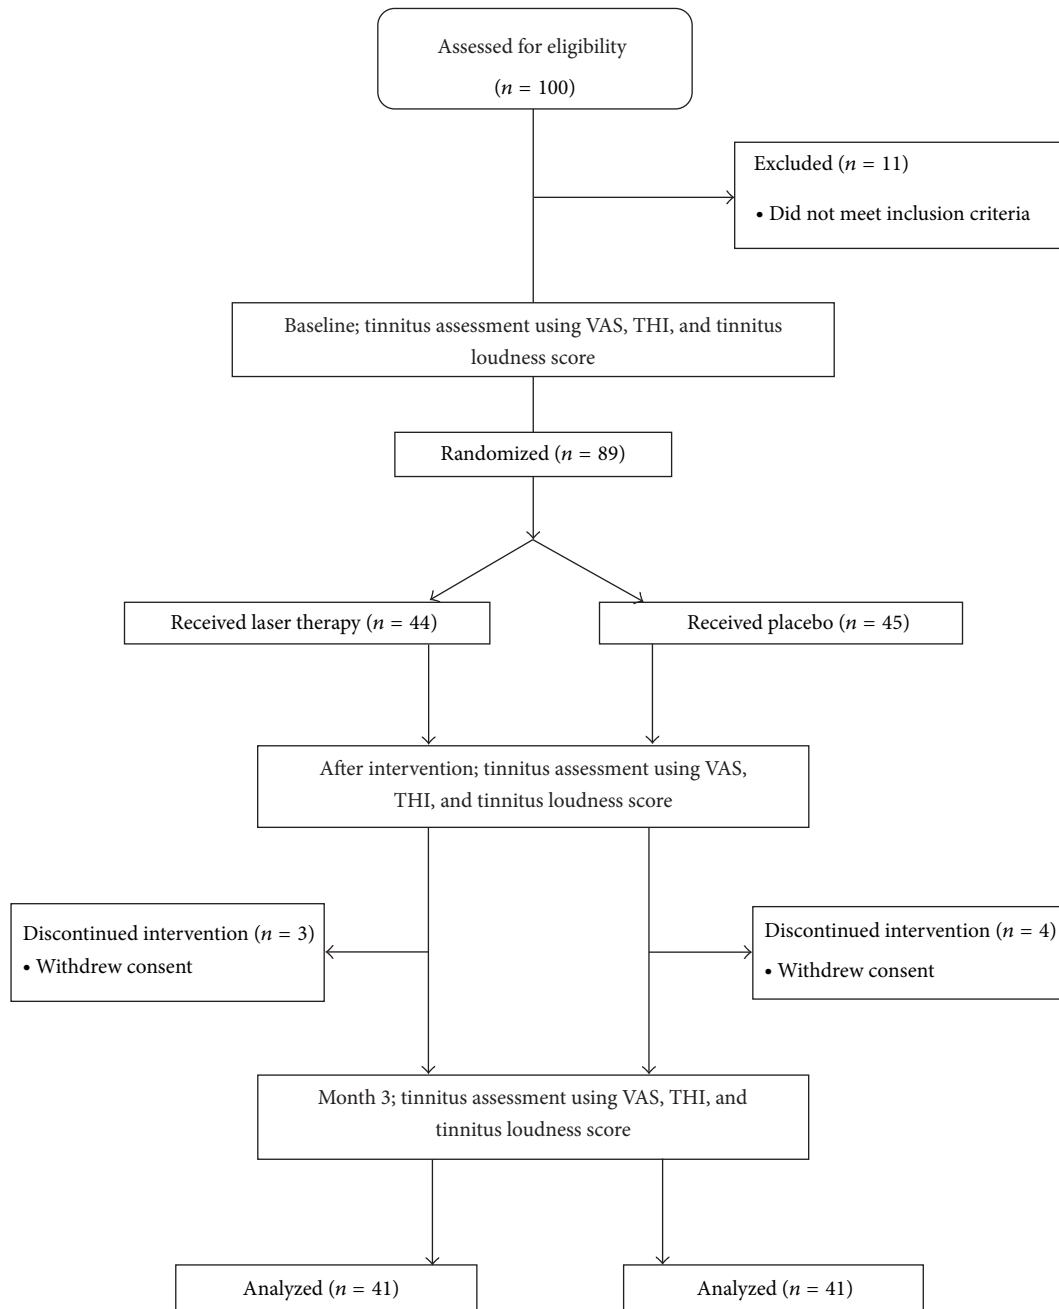 Assessed for eligibility
(n = 100)
Excluded (n = 11)
• Did not meet inclusion criteria
Baseline; tinnitus assessment using VAS, THI, and tinnitus
loudness score
Randomized (n = 89)
Received laser therapy (n = 44)
Received placebo (n = 45)
After intervention; tinnitus assessment using VAS,
THI, and tinnitus loudness score
Discontinued intervention (n = 3)
• Withdrew consent
Discontinued intervention (n = 4)
• Withdrew consent
Month 3; tinnitus assessment using VAS, THI, and
tinnitus loudness score
Analyzed (n = 41)
Analyzed (n = 41)